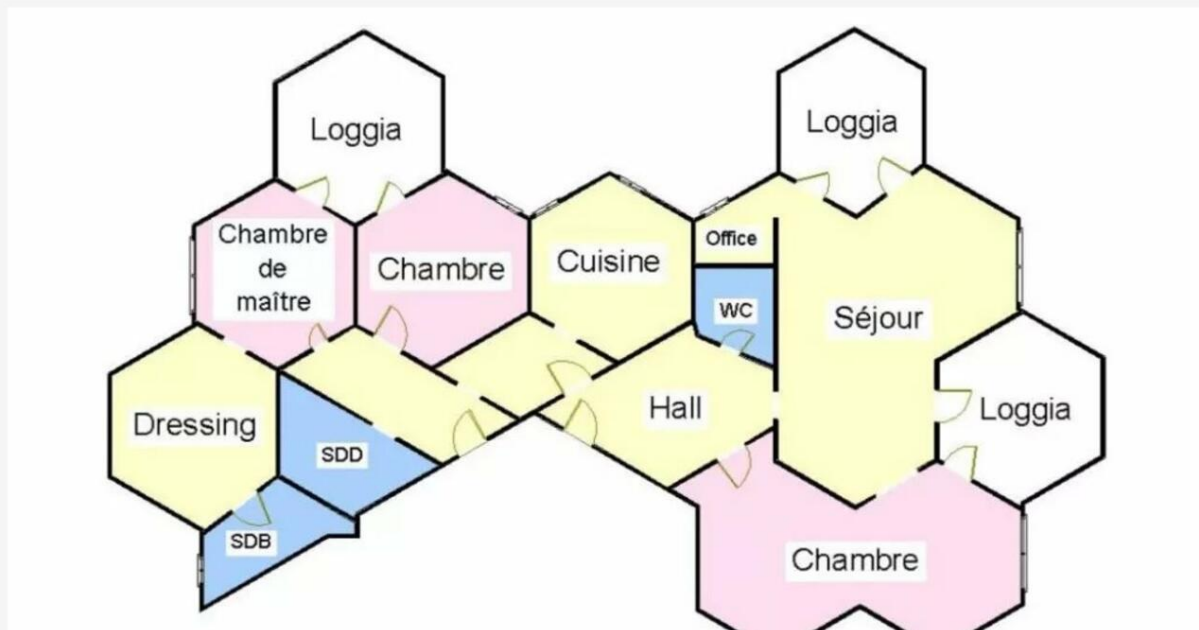 Loggia
Loggia
Chambre
de
maître
Chambre
Cuisine
Office
WC
Séjour
Dressing
SDD
Hall
Loggia
SDB
Chambre